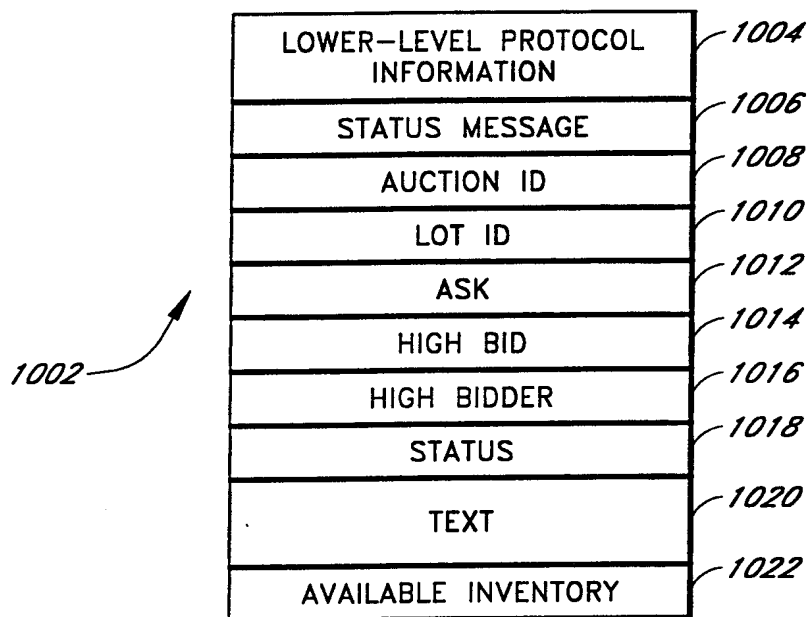 LOWER-LEVEL PROTOCOL
INFORMATION
1004
STATUS MESSAGE
1006
AUCTION ID
1008
LOT ID
1010
ASK
1012
HIGH BID
1014
HIGH BIDDER
1016
STATUS
1018
TEXT
1020
AVAILABLE INVENTORY
1022
1002